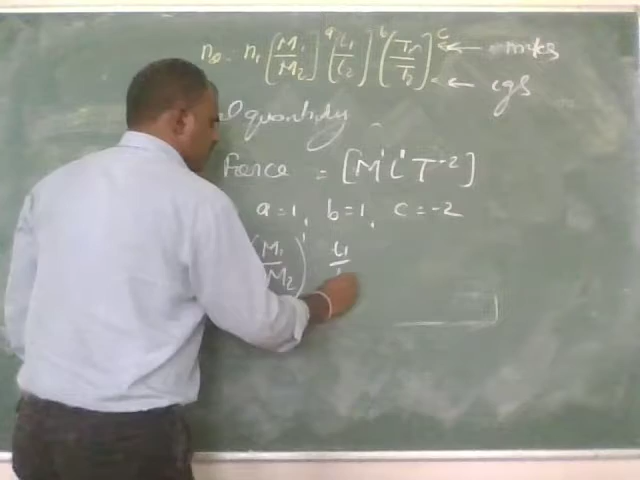 n₂ = n₁ [M₁/M₂]ᵃ [L₁/L₂]ᵇ [T₁/T₂]ᶜ ← mks
← cgs
quantity
Force = [M¹L¹T⁻²]
a=1, b=1, c=-2
(M₁/M₂)¹ L₁/